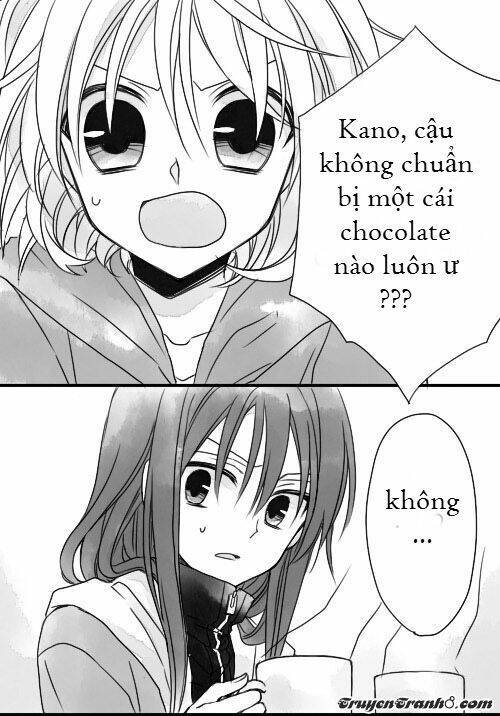 Kano, cậu
không chuẩn
bị một cái
chocolate
nào luôn ư
???
không
...
TruyenTranh8.com